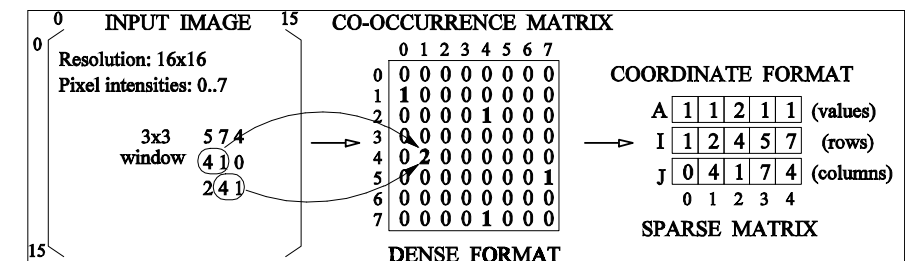 0 INPUT IMAGE 15
0
Resolution: 16x16
Pixel intensities: 0..7
3x3 window
5 7 4
4 1 0
2 4 1
15
CO-OCCURRENCE MATRIX
0 1 2 3 4 5 6 7
0 0 0 0 0 0 0 0 0
1 1 0 0 0 0 0 0 0
2 0 0 0 0 1 0 0 0
3 0 0 0 0 0 0 0 0
4 0 2 0 0 0 0 0 0
5 0 0 0 0 0 0 0 1
6 0 0 0 0 0 0 0 0
7 0 0 0 0 1 0 0 0
DENSE FORMAT
COORDINATE FORMAT
A 1 1 2 1 1 (values)
I 1 2 4 5 7 (rows)
J 0 4 1 7 4 (columns)
0 1 2 3 4
SPARSE MATRIX